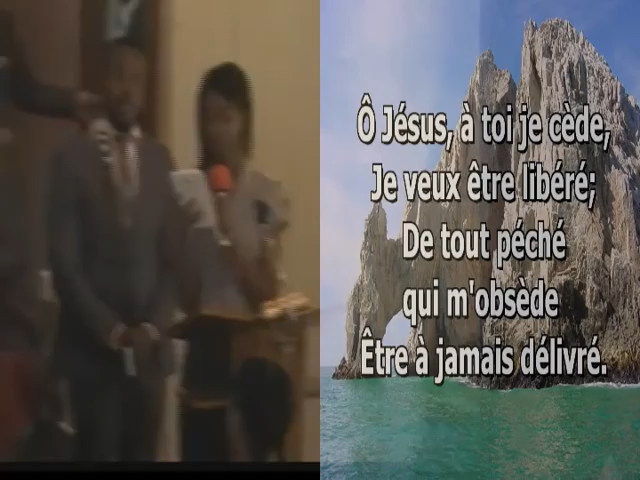 Ô Jésus, à toi je cède,
Je veux être libéré;
De tout péché
qui m'obsède
Être à jamais délivré.